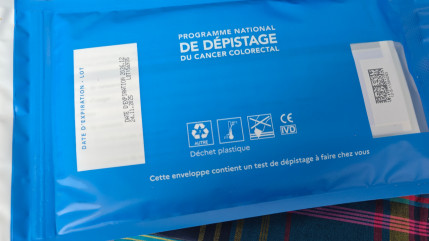 PROGRAMME NATIONAL
DE DÉPISTAGE
DU CANCER COLORECTAL
DATE D'EXPIRATION - LOT
AUTRE
CE
IVD
Déchet plastique
Cette enveloppe contient un test de dépistage à faire chez vous